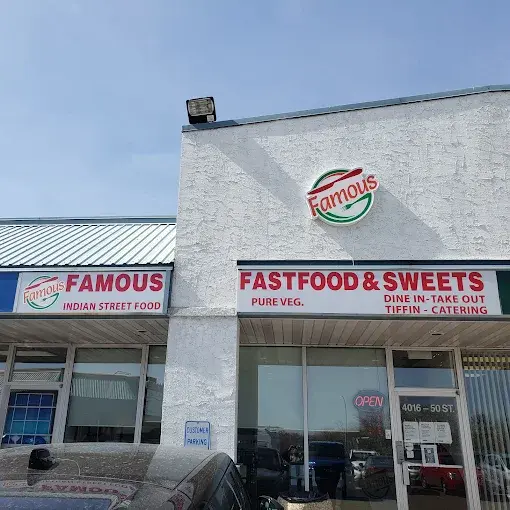 Famous
Famous
FAMOUS
INDIAN STREET FOOD
FASTFOOD & SWEETS
PURE VEG.
DINE IN-TAKE OUT
TIFFIN - CATERING
OPEN
4016 – 50 ST.
CUSTOMER
PARKING